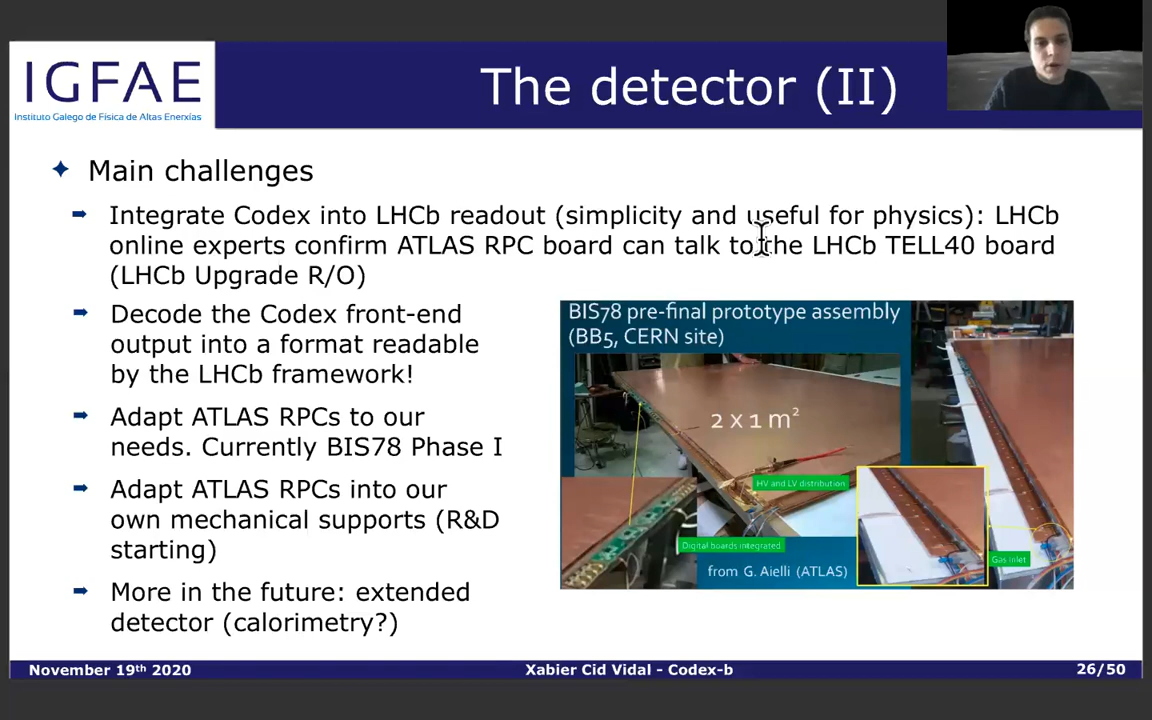 IGFAE
Instituto Galego de Física de Altas Enerxías
The detector (II)
Main challenges
Integrate Codex into LHCb readout (simplicity and useful for physics): LHCb
online experts confirm ATLAS RPC board can talk to the LHCb TELL40 board
(LHCb Upgrade R/O)
Decode the Codex front-end
output into a format readable
by the LHCb framework!
Adapt ATLAS RPCs to our
needs. Currently BIS78 Phase I
Adapt ATLAS RPCs into our
own mechanical supports (R&D
starting)
More in the future: extended
detector (calorimetry?)
BIS78 pre-final prototype assembly
(BB5, CERN site)
2 x 1 m²
HV and LV distribution
Digital boards integrated
Gas inlet
from G. Aielli (ATLAS)
November 19th 2020
Xabier Cid Vidal - Codex-b
26/50